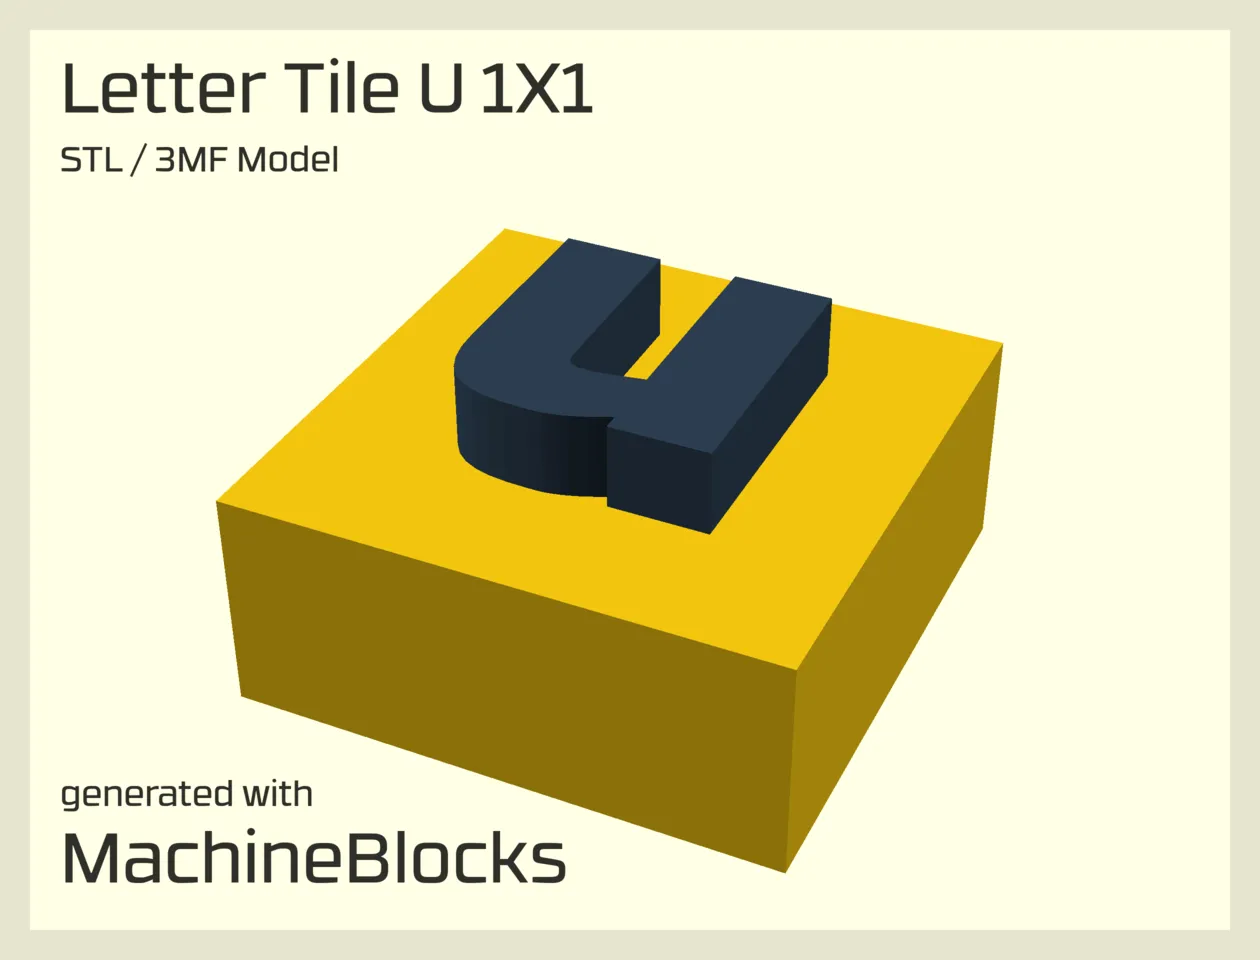 Letter Tile U 1X1
STL / 3MF Model
u
generated with
MachineBlocks